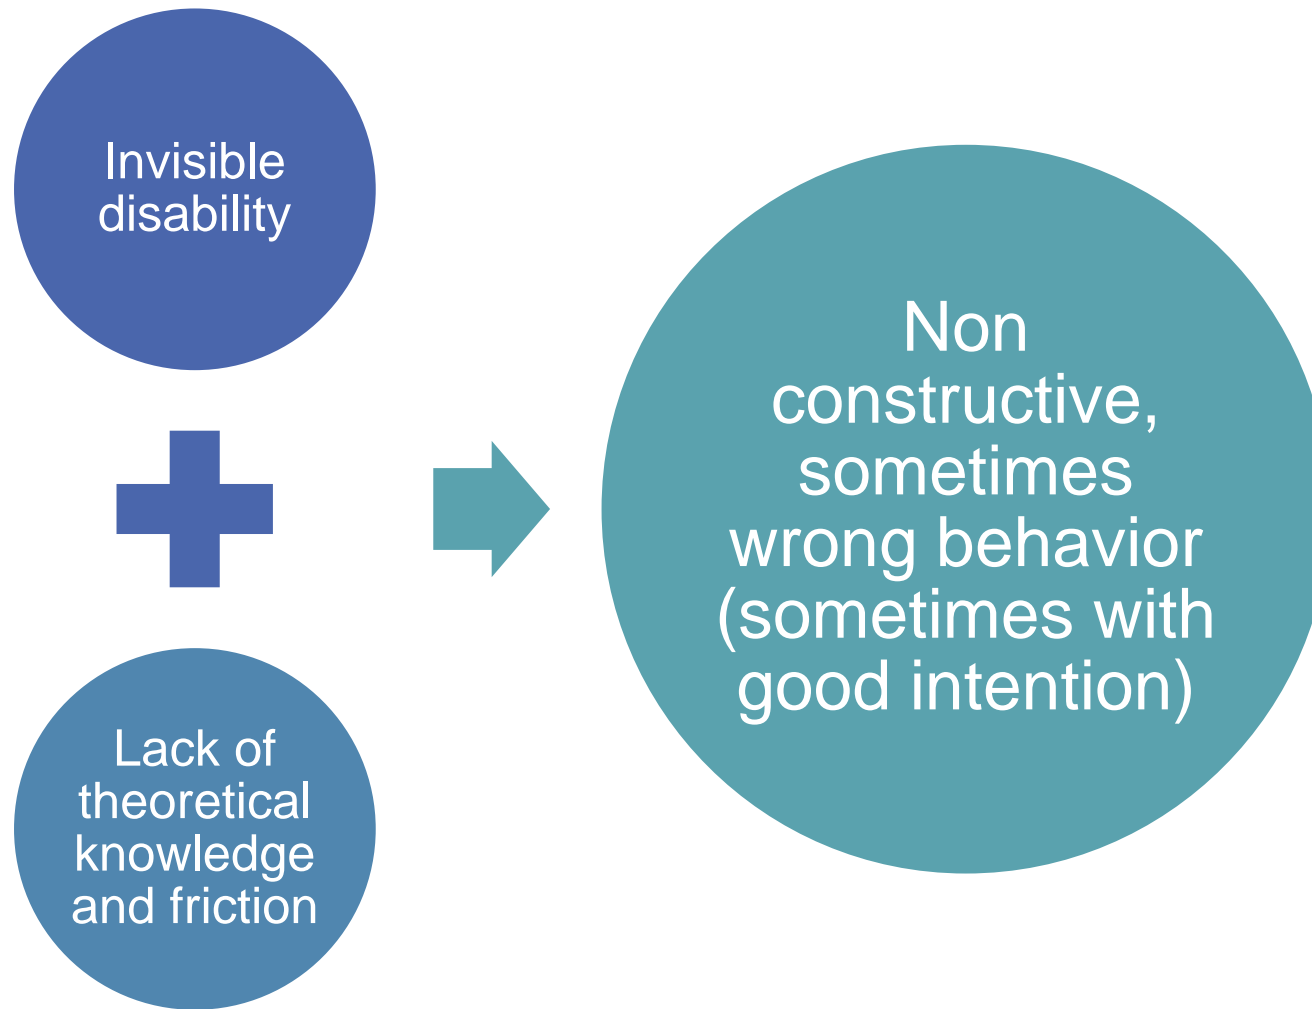 Invisible
disability
Lack of
theoretical
knowledge
and friction
Non
constructive,
sometimes
wrong behavior
(sometimes with
good intention)